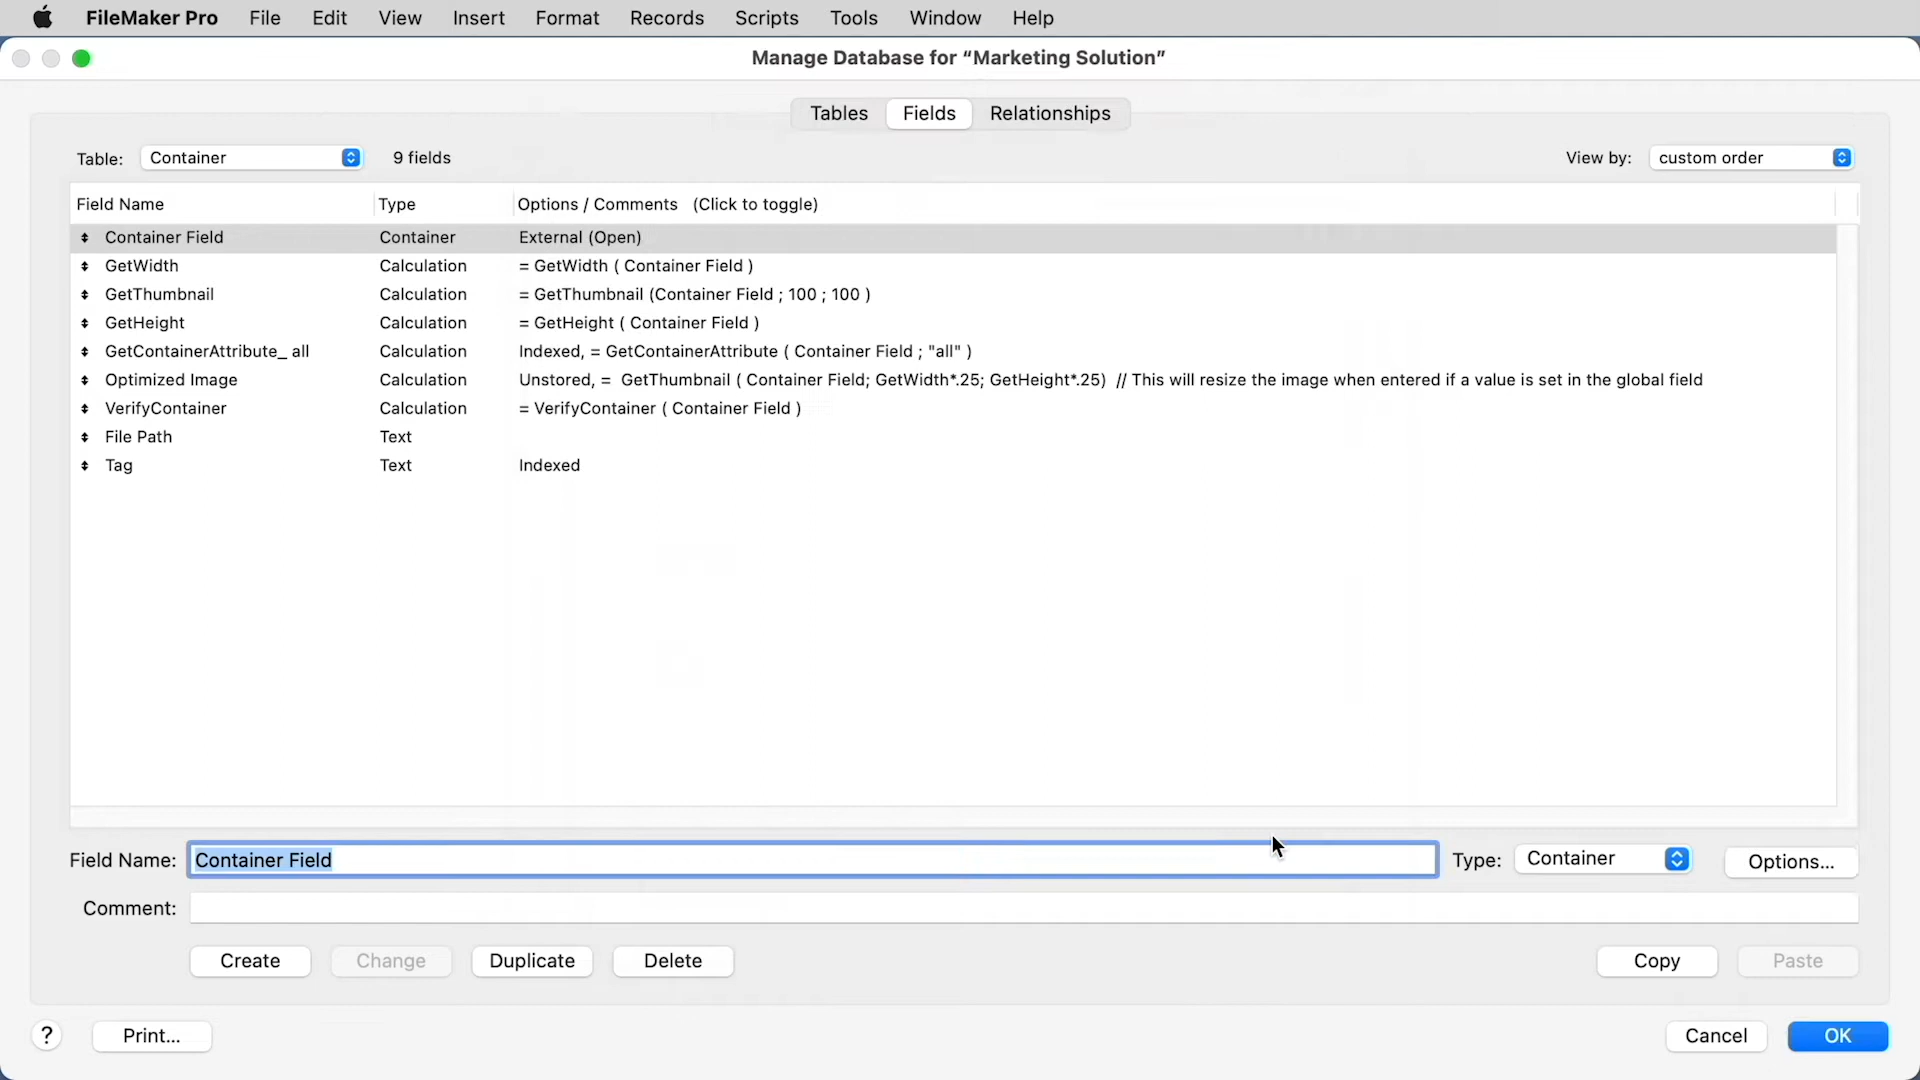 FileMaker Pro File Edit View Insert Format Records Scripts Tools Window Help
Manage Database for “Marketing Solution”
Tables Fields Relationships
Table: Container 9 fields View by: custom order
Field Name Type Options / Comments (Click to toggle)
Container Field Container External (Open)
GetWidth Calculation = GetWidth ( Container Field )
GetThumbnail Calculation = GetThumbnail (Container Field ; 100 ; 100 )
GetHeight Calculation = GetHeight ( Container Field )
GetContainerAttribute_ all Calculation Indexed, = GetContainerAttribute ( Container Field ; "all" )
Optimized Image Calculation Unstored, = GetThumbnail ( Container Field; GetWidth*.25; GetHeight*.25) // This will resize the image when entered if a value is set in the global field
VerifyContainer Calculation = VerifyContainer ( Container Field )
File Path Text
Tag Text Indexed
Field Name: Container Field Type: Container Options...
Comment:
Create Change Duplicate Delete Copy Paste
? Print... Cancel OK